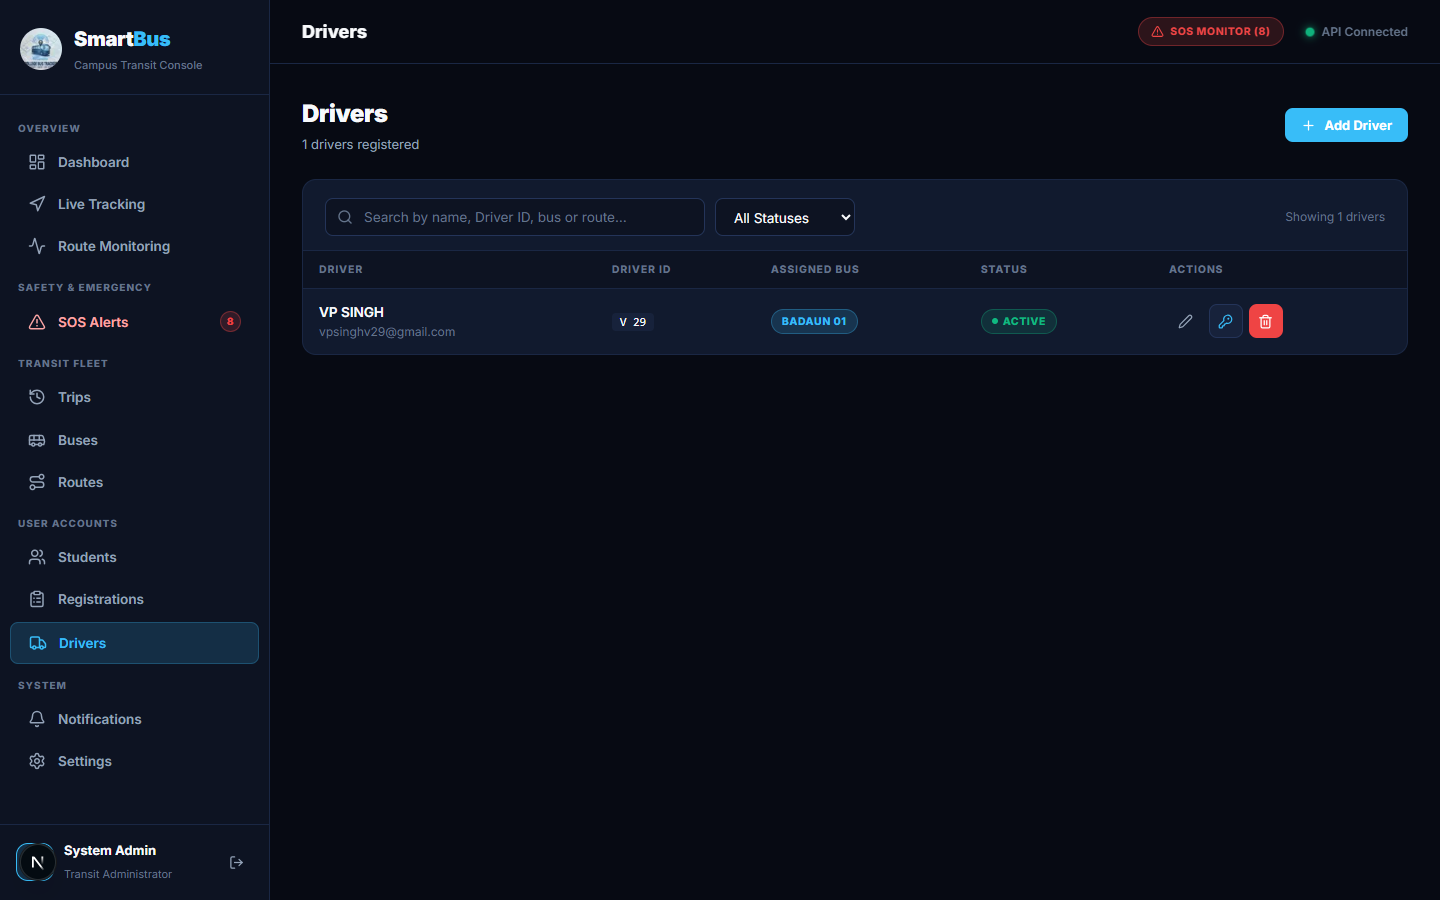 SmartBus
Campus Transit Console
OVERVIEW
Dashboard
Live Tracking
Route Monitoring
SAFETY & EMERGENCY
SOS Alerts 8
TRANSIT FLEET
Trips
Buses
Routes
USER ACCOUNTS
Students
Registrations
Drivers
SYSTEM
Notifications
Settings
N
System Admin
Transit Administrator
Drivers
SOS MONITOR (8)
API Connected
Drivers
1 drivers registered
Add Driver
Search by name, Driver ID, bus or route...
All Statuses
Showing 1 drivers
DRIVER DRIVER ID ASSIGNED BUS STATUS ACTIONS
VP SINGH
vpsinghv29@gmail.com
V 29
BADAUN 01
ACTIVE